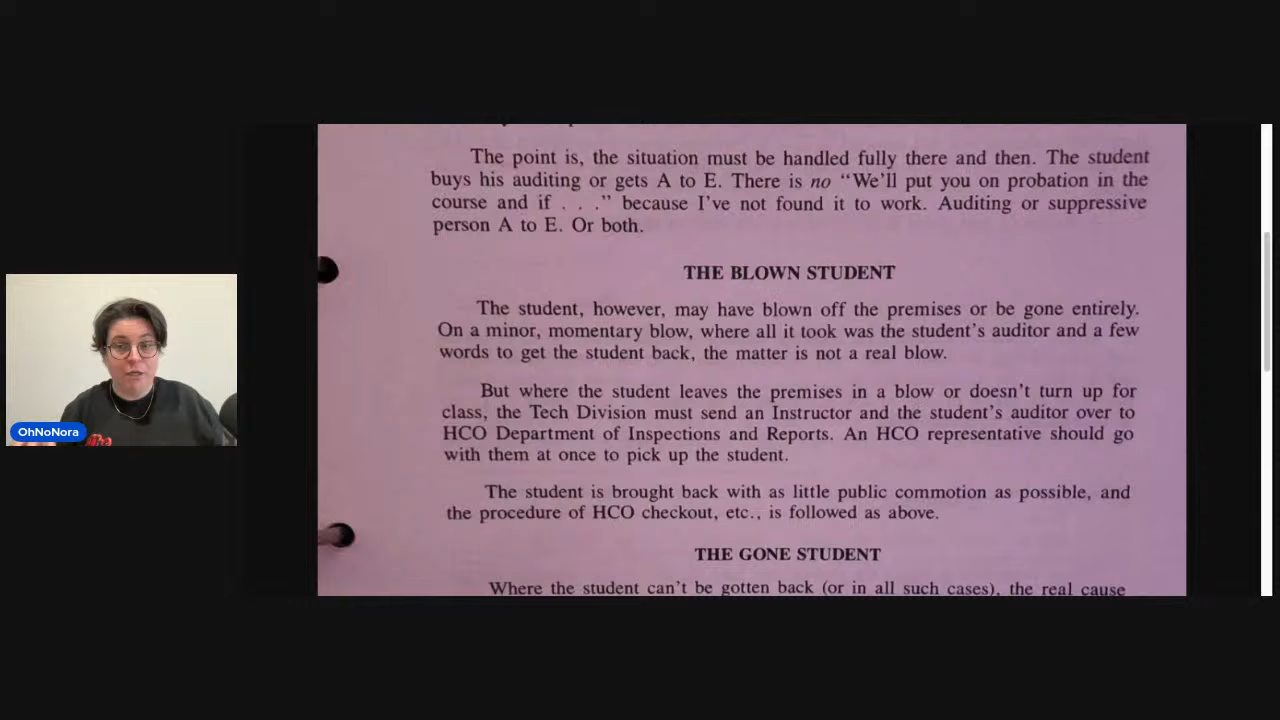 The point is, the situation must be handled fully there and then. The student
buys his auditing or gets A to E. There is no “We’ll put you on probation in the
course and if . . .” because I’ve not found it to work. Auditing or suppressive
person A to E. Or both.
THE BLOWN STUDENT
The student, however, may have blown off the premises or be gone entirely.
On a minor, momentary blow, where all it took was the student’s auditor and a few
words to get the student back, the matter is not a real blow.
But where the student leaves the premises in a blow or doesn’t turn up for
class, the Tech Division must send an Instructor and the student’s auditor over to
HCO Department of Inspections and Reports. An HCO representative should go
with them at once to pick up the student.
The student is brought back with as little public commotion as possible, and
the procedure of HCO checkout, etc., is followed as above.
THE GONE STUDENT
Where the student can’t be gotten back (or in all such cases), the real cause
OhNoNora